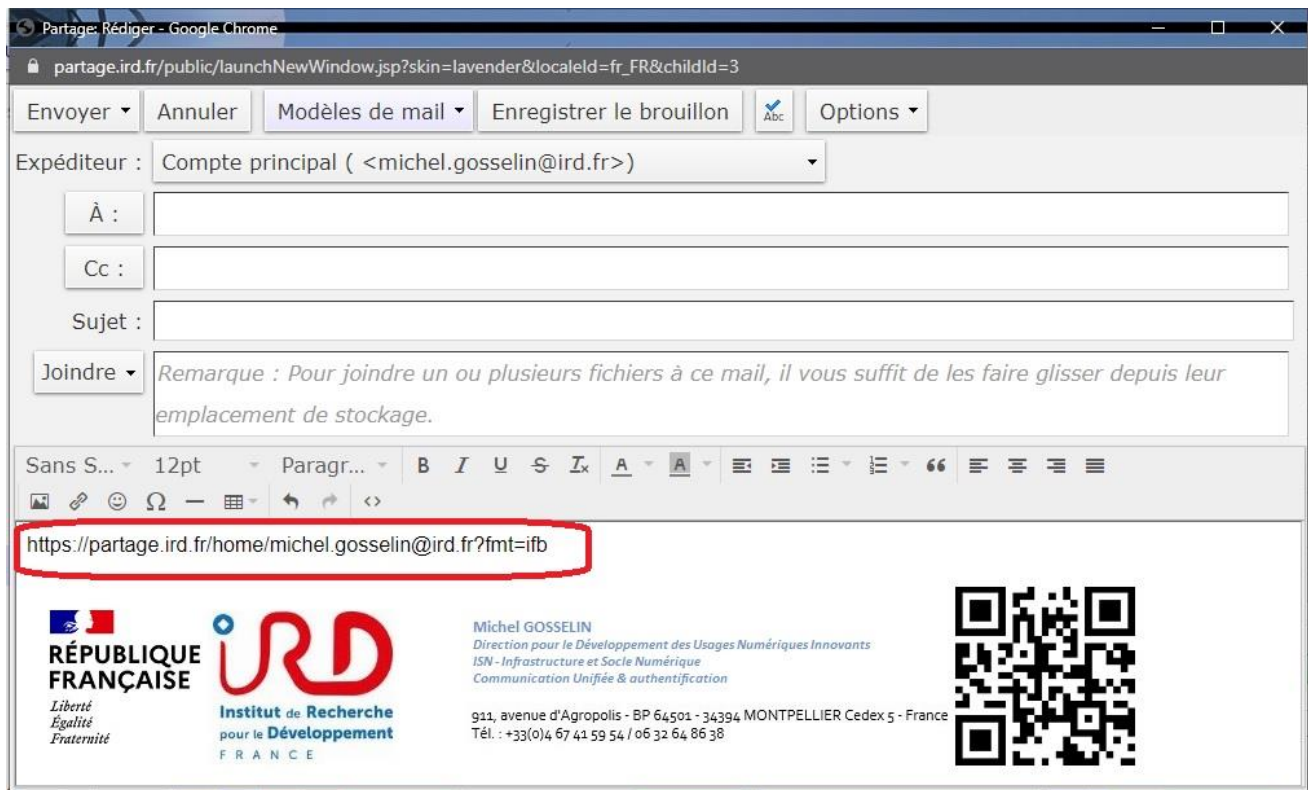 Partage: Rédiger - Google Chrome
partage.ird.fr/public/launchNewWindow.jsp?skin=lavender&localeId=fr_FR&childId=3
Envoyer Annuler Modèles de mail Enregistrer le brouillon Abc Options
Expéditeur : Compte principal ( <michel.gosselin@ird.fr>)
À :
Cc :
Sujet :
Joindre Remarque : Pour joindre un ou plusieurs fichiers à ce mail, il vous suffit de les faire glisser depuis leur
emplacement de stockage.
Sans S... 12pt Paragr... B I U S Ix A A
https://partage.ird.fr/home/michel.gosselin@ird.fr?fmt=ifb
RÉPUBLIQUE
FRANÇAISE
Liberté
Égalité
Fraternité
iRD
Institut de Recherche
pour le Développement
FRANCE
Michel GOSSELIN
Direction pour le Développement des Usages Numériques Innovants
ISN - Infrastructure et Socle Numérique
Communication Unifiée & authentification
911, avenue d'Agropolis - BP 64501 - 34394 MONTPELLIER Cedex 5 - France
Tél. : +33(0)4 67 41 59 54 / 06 32 64 86 38